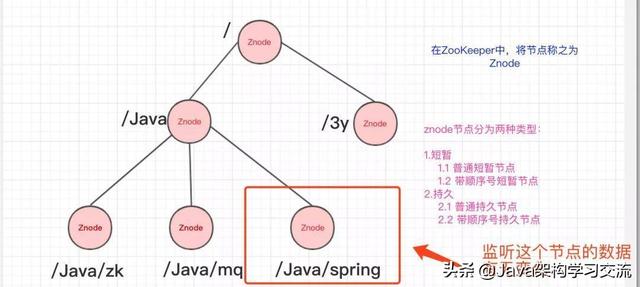 /
Znode
在ZooKeeper中，将节点称之为
Znode
/Java
Znode
/3y
Znode
znode节点分为两种类型：
1.短暂
1.1 普通短暂节点
1.2 带顺序号短暂节点
2.持久
2.1 普通持久节点
2.2 带顺序号持久节点
Znode
Znode
Znode
/Java/zk
/Java/mq
/Java/spring
监听这个节点的数据
头条 @Java架构学习交流